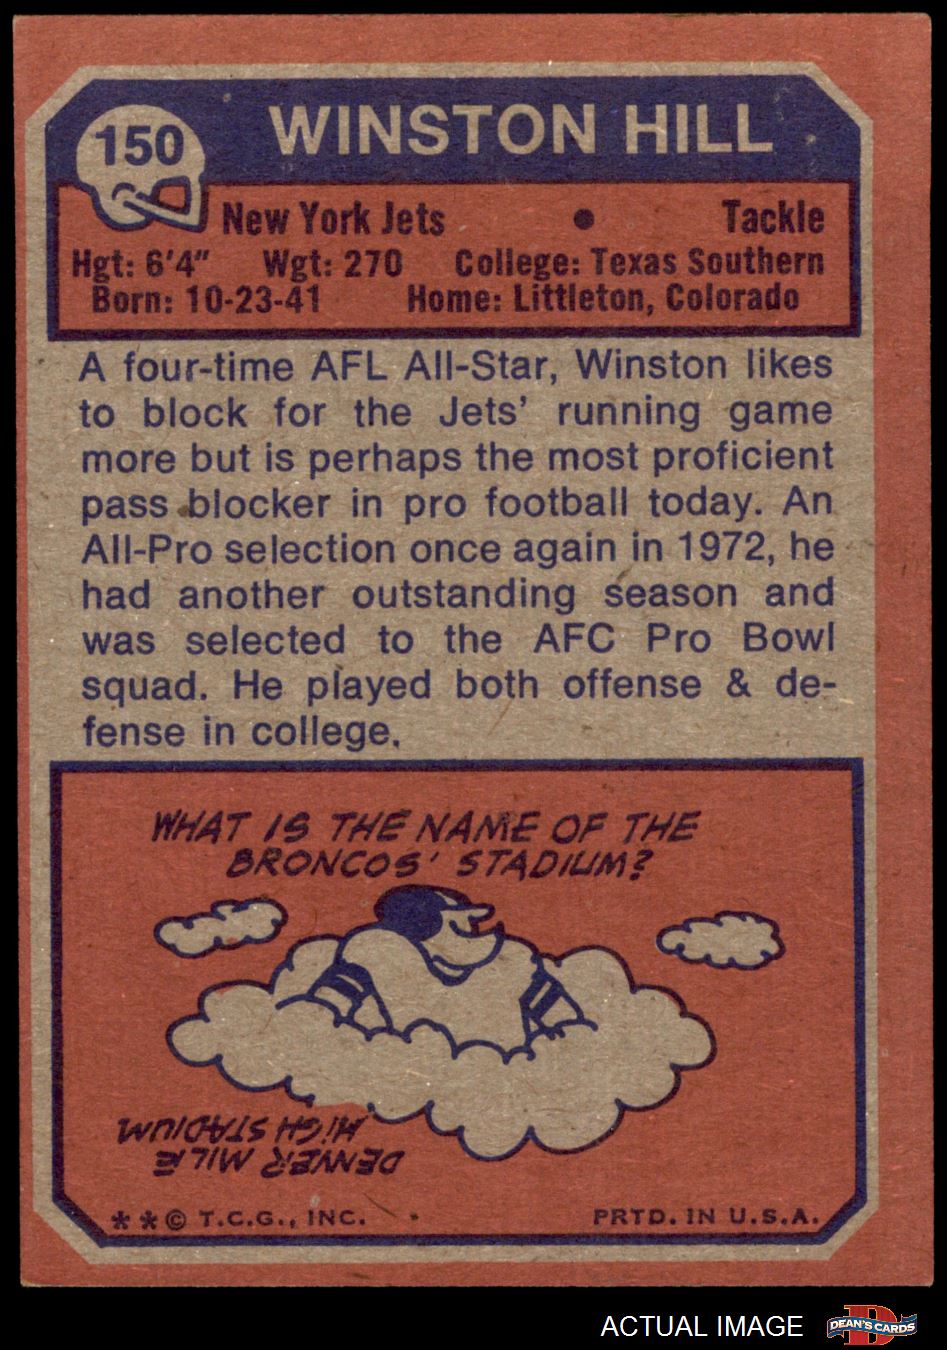 150
WINSTON HILL
New York Jets • Tackle
Hgt: 6'4" Wgt: 270 College: Texas Southern
Born: 10-23-41 Home: Littleton, Colorado
A four-time AFL All-Star, Winston likes
to block for the Jets' running game
more but is perhaps the most proficient
pass blocker in pro football today. An
All-Pro selection once again in 1972, he
had another outstanding season and
was selected to the AFC Pro Bowl
squad. He played both offense & de-
fense in college.
WHAT IS THE NAME OF THE
BRONCOS' STADIUM?
DENVER MILE
HIGH STADIUM
**© T.C.G., INC. PRTD. IN U.S.A.
ACTUAL IMAGE
D
DEAN'S CARDS